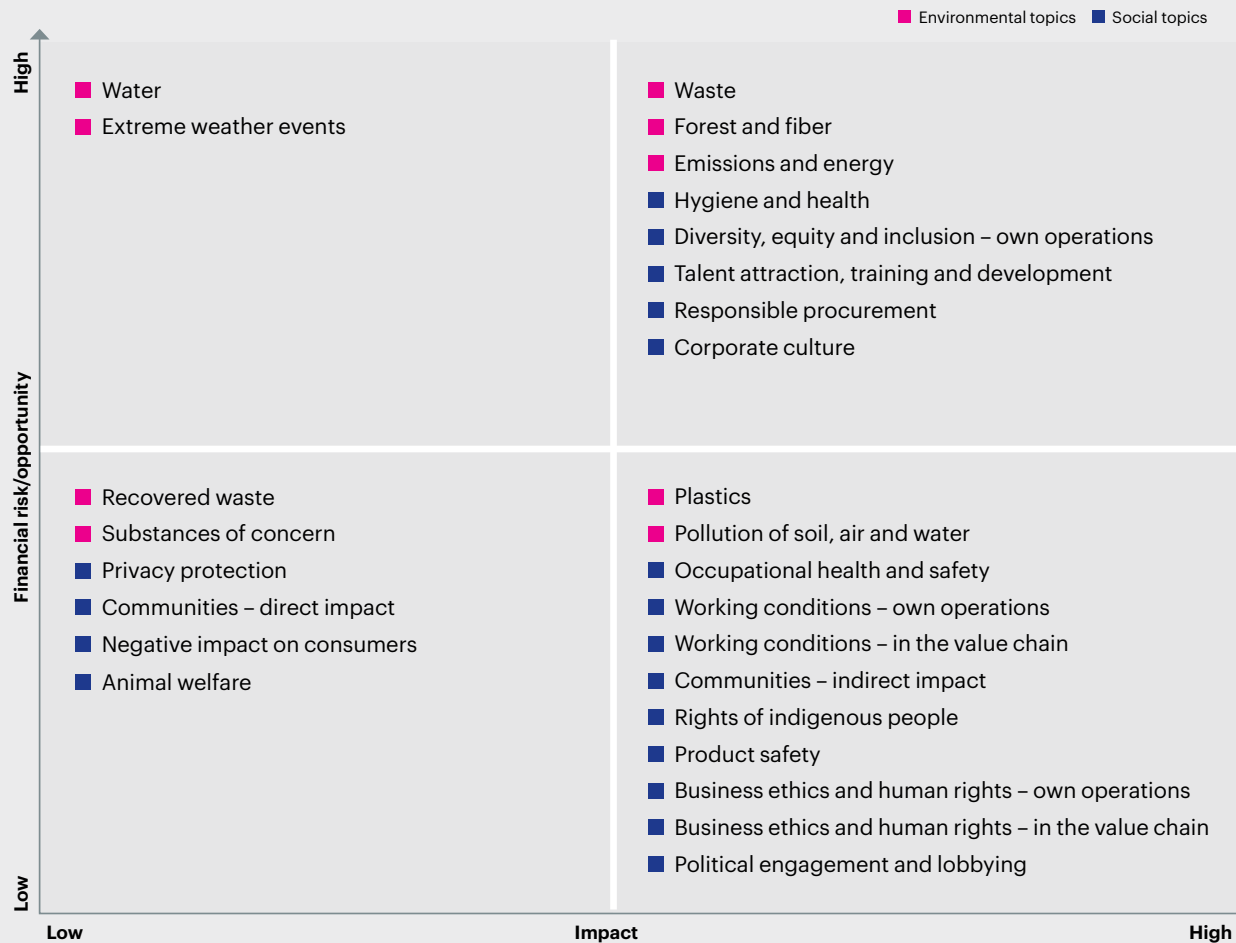 Environmental topics
Social topics
High
Financial risk/opportunity
Low
Water
Extreme weather events
Waste
Forest and fiber
Emissions and energy
Hygiene and health
Diversity, equity and inclusion – own operations
Talent attraction, training and development
Responsible procurement
Corporate culture
Recovered waste
Substances of concern
Privacy protection
Communities – direct impact
Negative impact on consumers
Animal welfare
Plastics
Pollution of soil, air and water
Occupational health and safety
Working conditions – own operations
Working conditions – in the value chain
Communities – indirect impact
Rights of indigenous people
Product safety
Business ethics and human rights – own operations
Business ethics and human rights – in the value chain
Political engagement and lobbying
Low
Impact
High